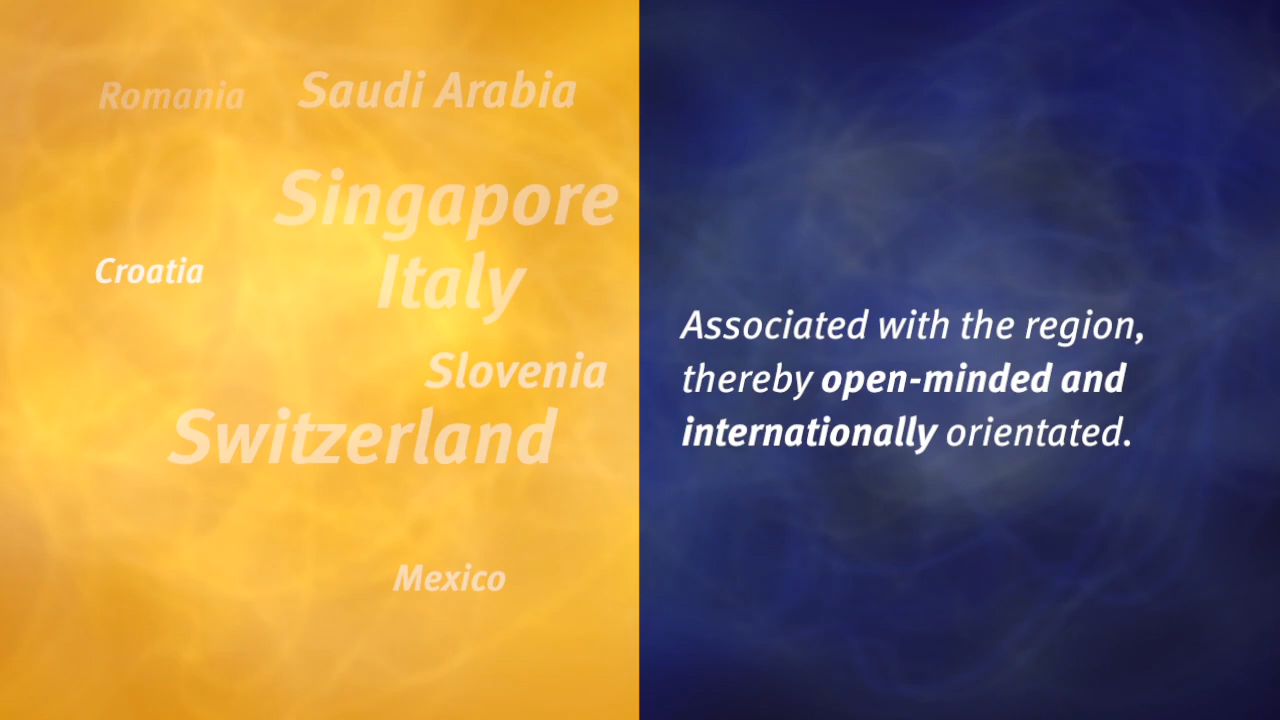 Romania
Saudi Arabia
Singapore
Croatia
Italy
Slovenia
Switzerland
Mexico
Associated with the region,
thereby open-minded and
internationally orientated.